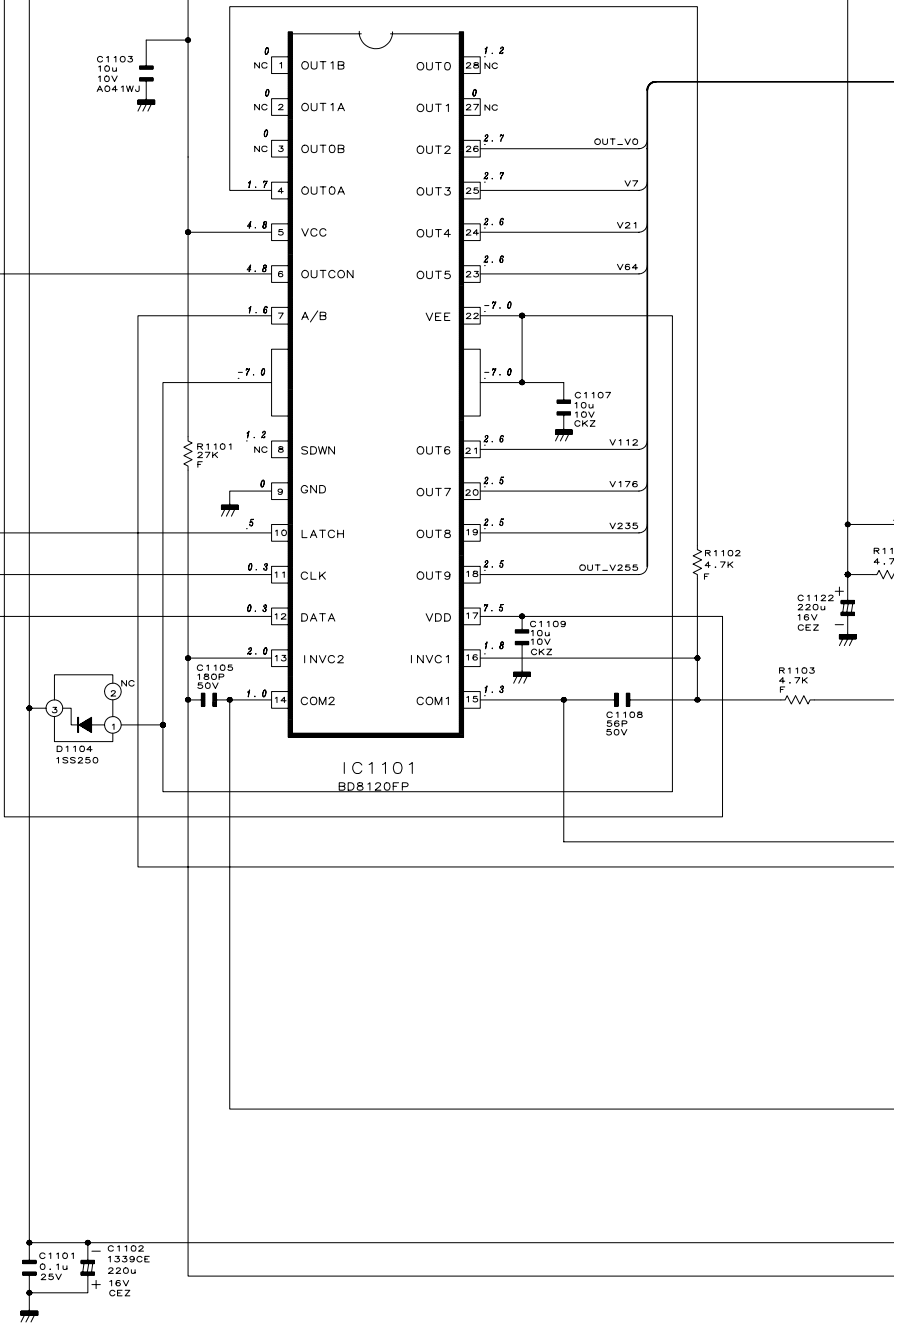 C1103
10u
10V
A041WJ
0
NC 1 OUT1B
OUT0 28 NC
1.2
0
NC 2 OUT1A
OUT1 27 NC
0
0
NC 3 OUT0B
OUT2 26
2.7
OUT_V0
1.7
4 OUT0A
OUT3 25
2.7
V7
4.8
5 VCC
OUT4 24
2.6
V21
4.8
6 OUTCON
OUT5 23
2.6
V64
1.6
7 A/B
VEE 22
-7.0
-7.0
-7.0
C1107
10u
10V
CKZ
R1101
27K
F
1.2
NC 8 SDWN
OUT6 21
2.6
V112
0
9 GND
OUT7 20
2.5
V176
.5
10 LATCH
OUT8 19
2.5
V235
0.3
11 CLK
OUT9 18
2.5
OUT_V255
R1102
4.7K
F
R11
4.7
0.3
12 DATA
VDD 17
7.5
C1109
10u
10V
CKZ
C1122
220u
16V
CEZ
+
-
2.0
13 INVC2
INVC1 16
1.8
C1105
180P
50V
1.0
14 COM2
COM1 15
1.3
C1108
56P
50V
R1103
4.7K
F
NC
2
3
1
D1104
1SS250
IC1101
BD8120FP
C1101
0.1u
25V
-
+
C1102
1339CE
220u
16V
CEZ